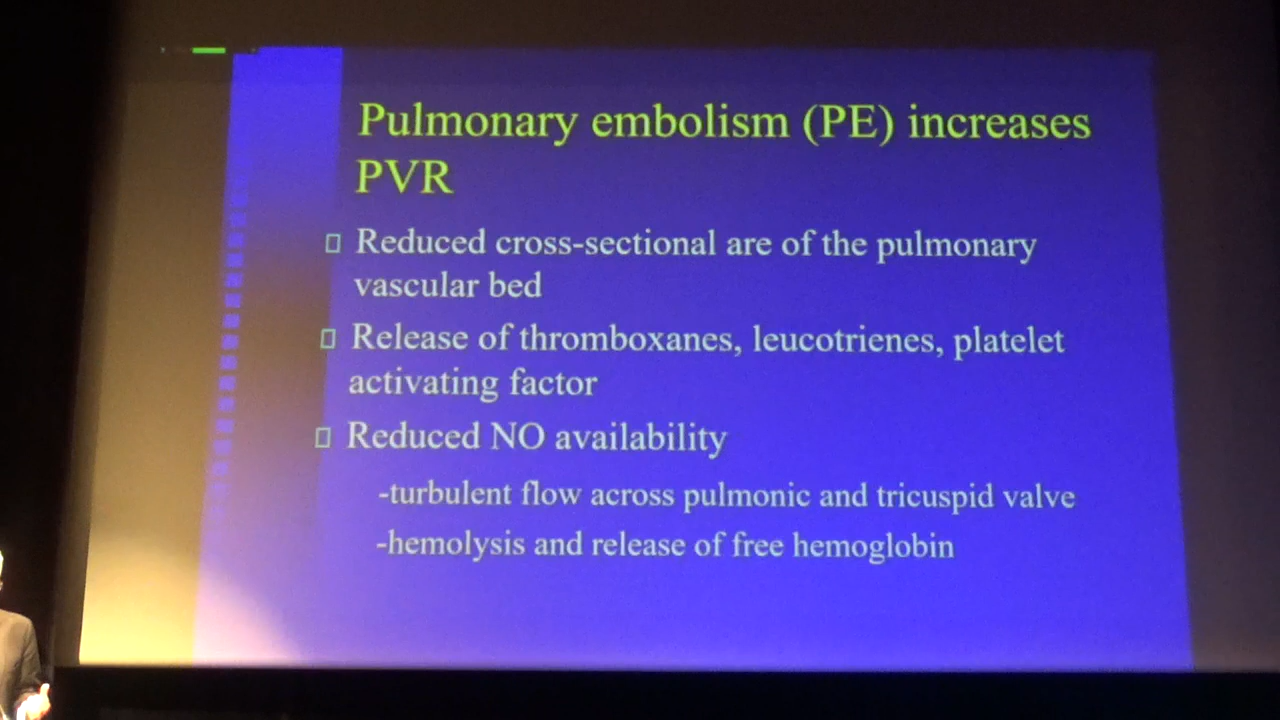 Pulmonary embolism (PE) increases
PVR
Reduced cross-sectional are of the pulmonary
vascular bed
Release of thromboxanes, leucotrienes, platelet
activating factor
Reduced NO availability
-turbulent flow across pulmonic and tricuspid valve
-hemolysis and release of free hemoglobin